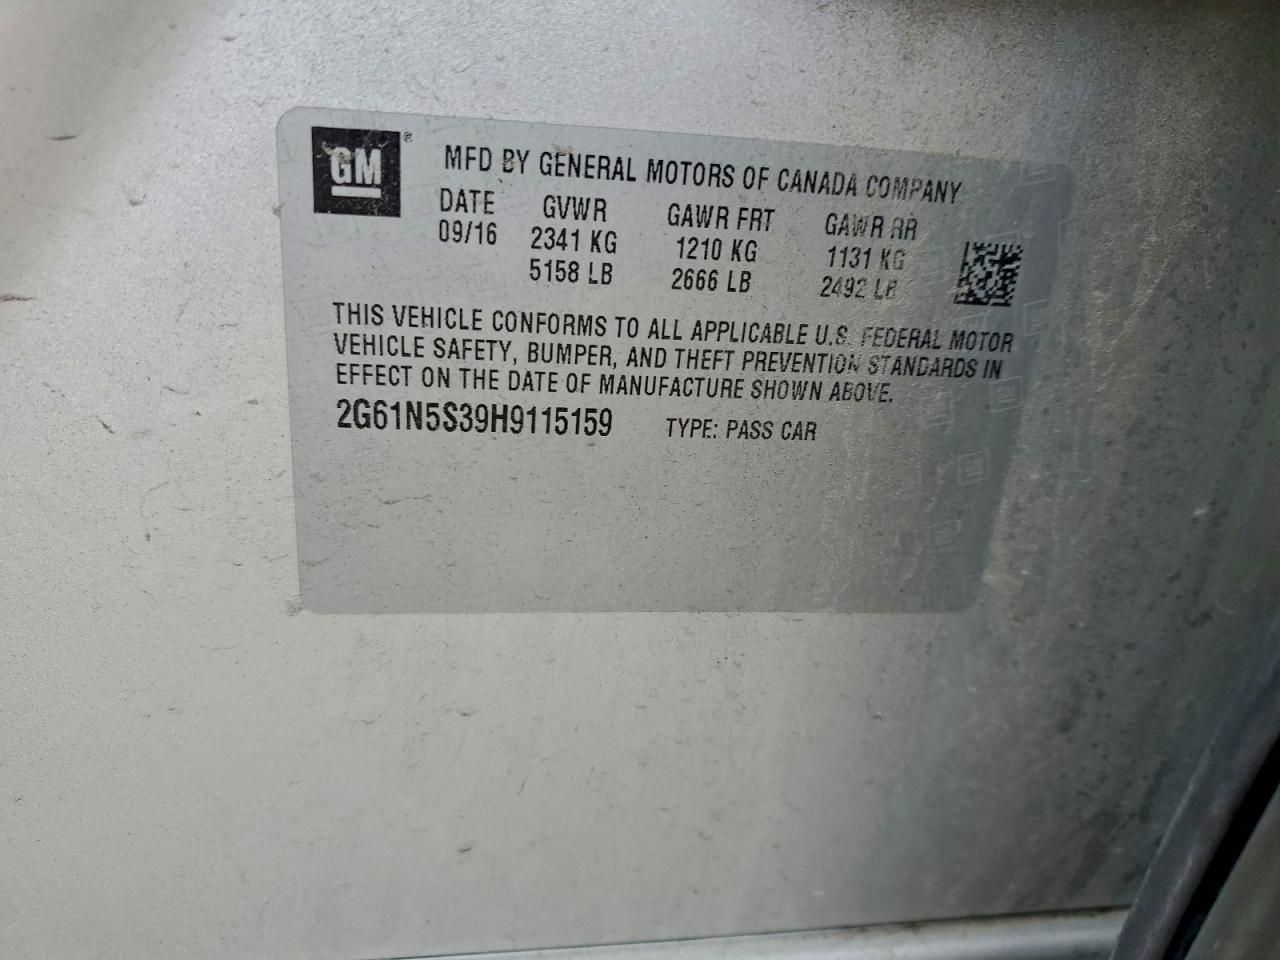 GM®
MFD BY GENERAL MOTORS OF CANADA COMPANY
DATE GVWR GAWR FRT GAWR RR
09/16 2341 KG 1210 KG 1131 KG
5158 LB 2666 LB 2492 LB
THIS VEHICLE CONFORMS TO ALL APPLICABLE U.S. FEDERAL MOTOR
VEHICLE SAFETY, BUMPER, AND THEFT PREVENTION STANDARDS IN
EFFECT ON THE DATE OF MANUFACTURE SHOWN ABOVE.
2G61N5S39H9115159 TYPE: PASS CAR